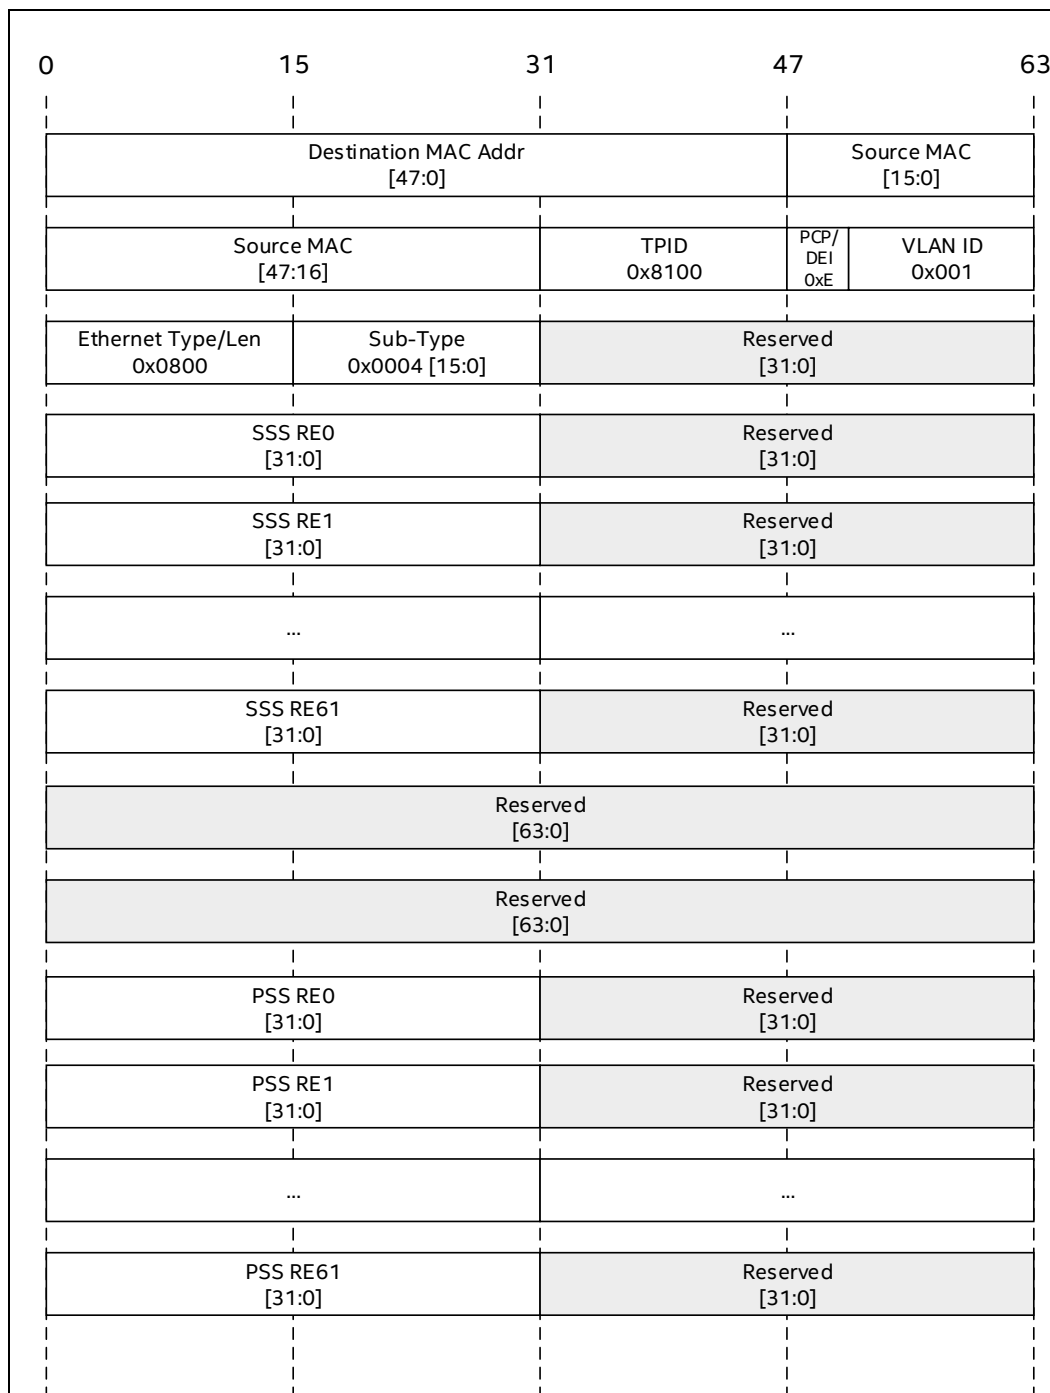 0 15 31 47 63
Destination MAC Addr
[47:0]
Source MAC
[15:0]
Source MAC
[47:16]
TPID
0x8100
PCP/
DEI
0xE
VLAN ID
0x001
Ethernet Type/Len
0x0800
Sub-Type
0x0004 [15:0]
Reserved
[31:0]
SSS RE0
[31:0]
Reserved
[31:0]
SSS RE1
[31:0]
Reserved
[31:0]
...
...
SSS RE61
[31:0]
Reserved
[31:0]
Reserved
[63:0]
Reserved
[63:0]
PSS RE0
[31:0]
Reserved
[31:0]
PSS RE1
[31:0]
Reserved
[31:0]
...
...
PSS RE61
[31:0]
Reserved
[31:0]